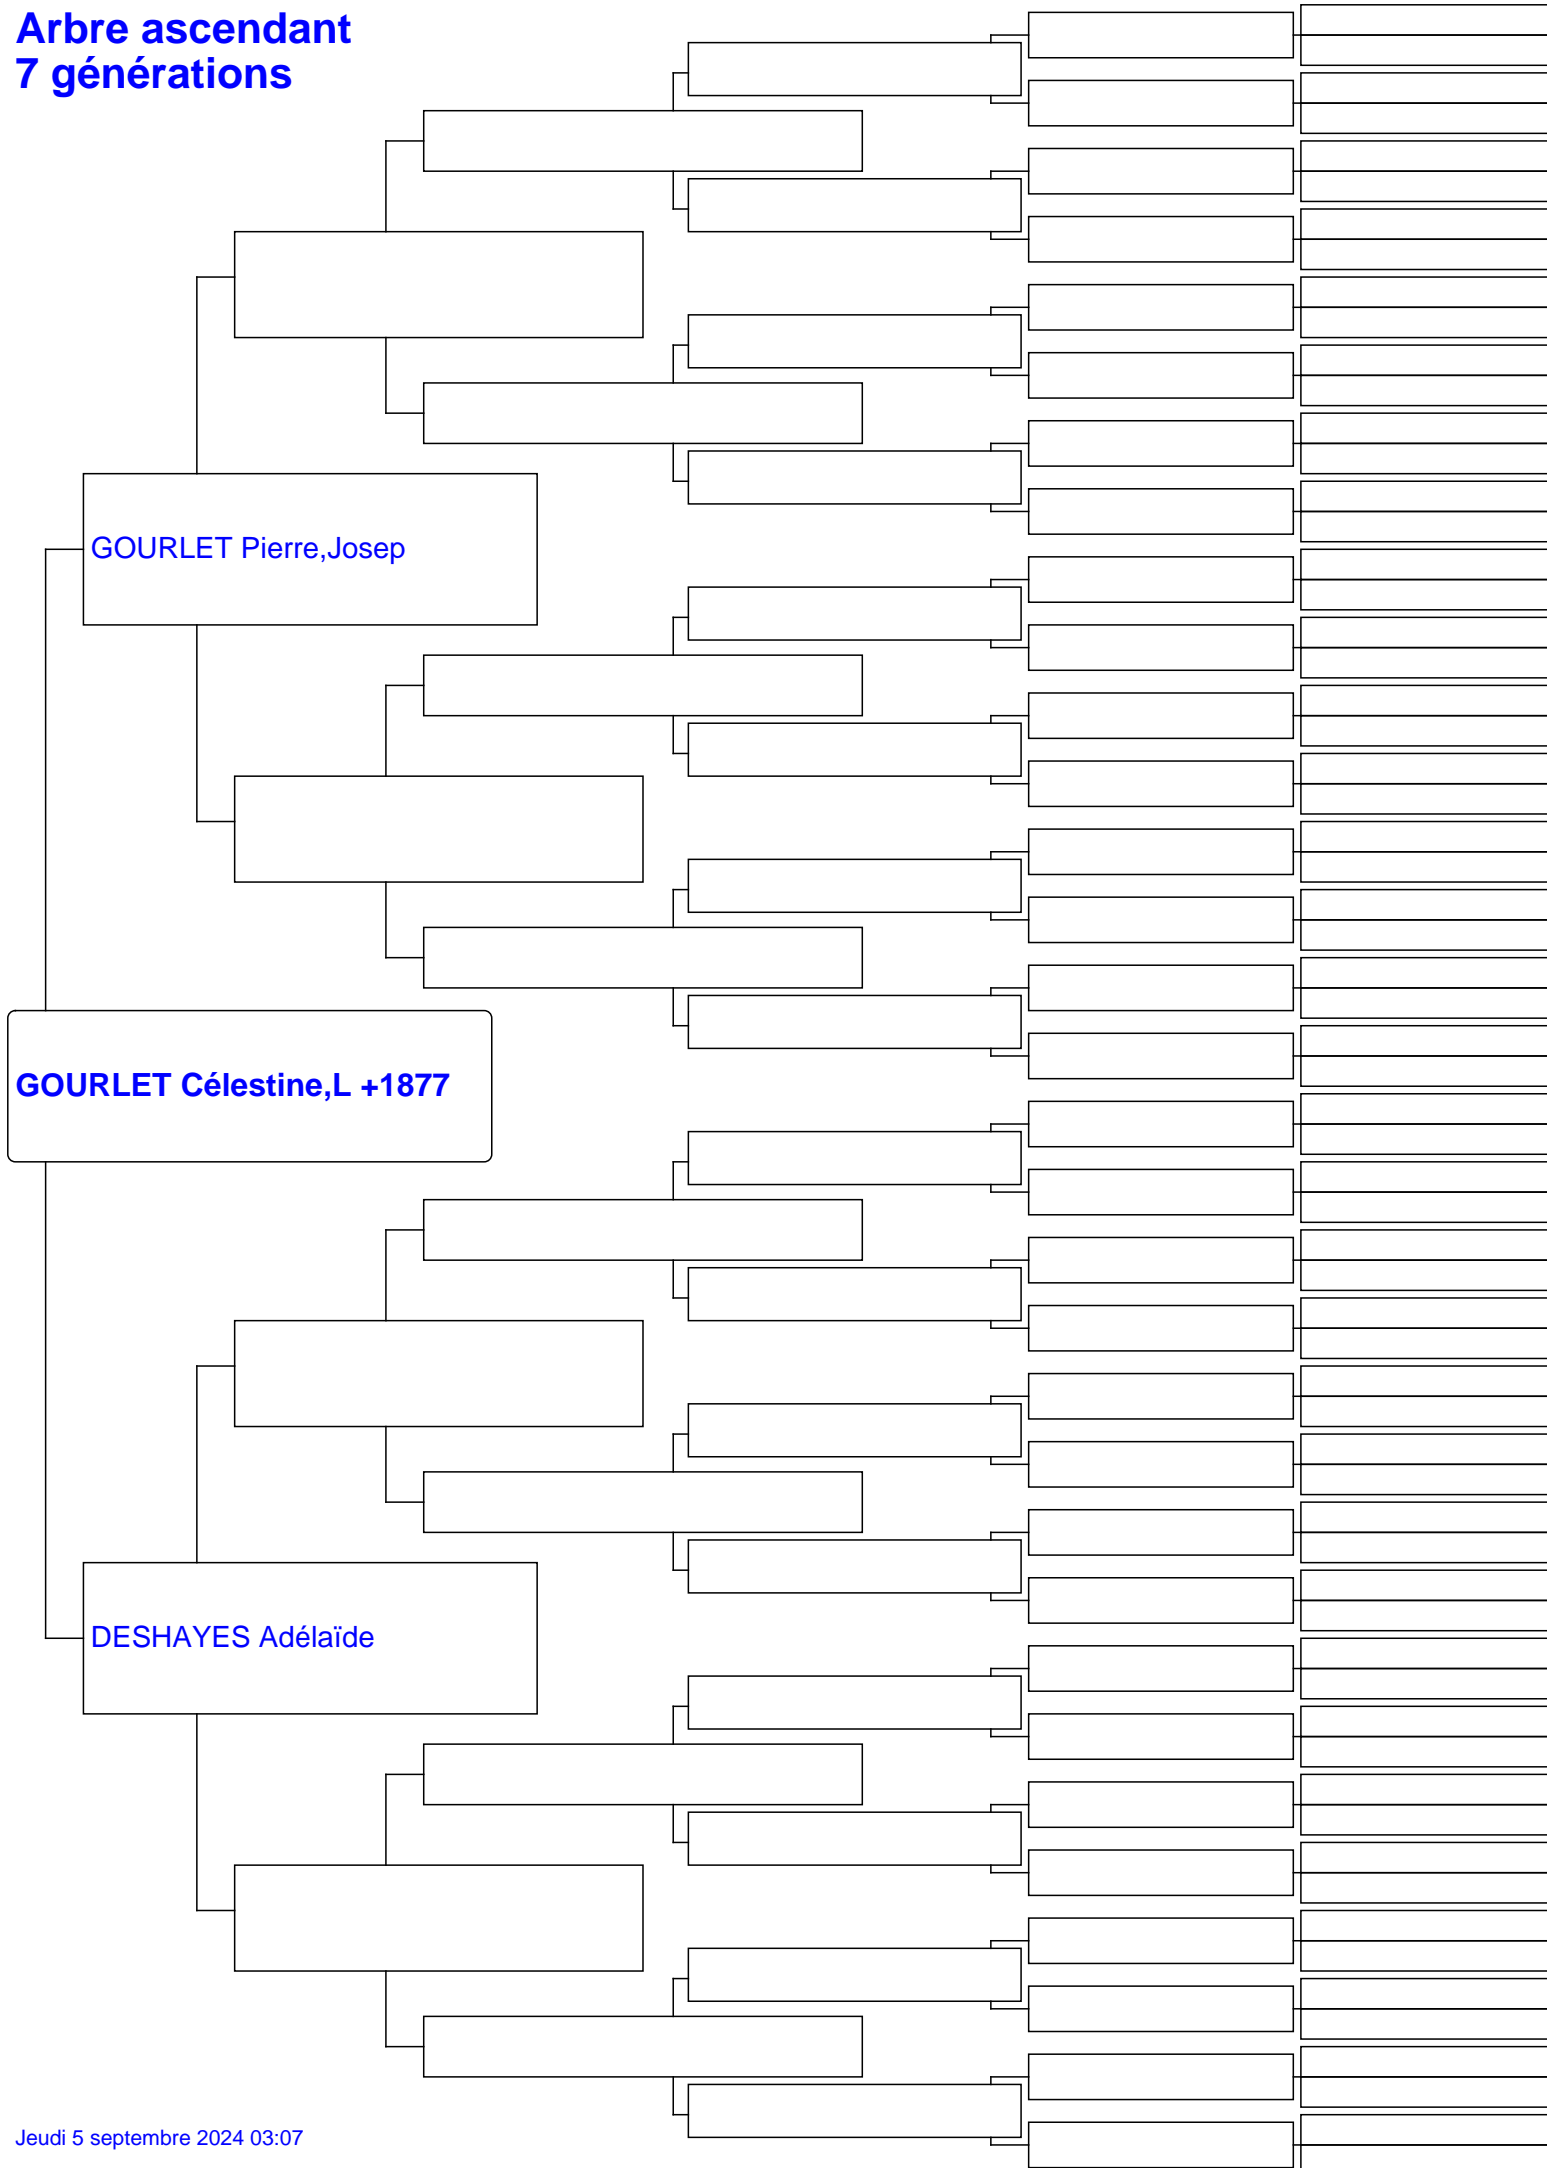 Arbre ascendant
7 générations
GOURLET Pierre,Josep
GOURLET Célestine,L +1877
DESHAYES Adélaïde
Jeudi 5 septembre 2024 03:07